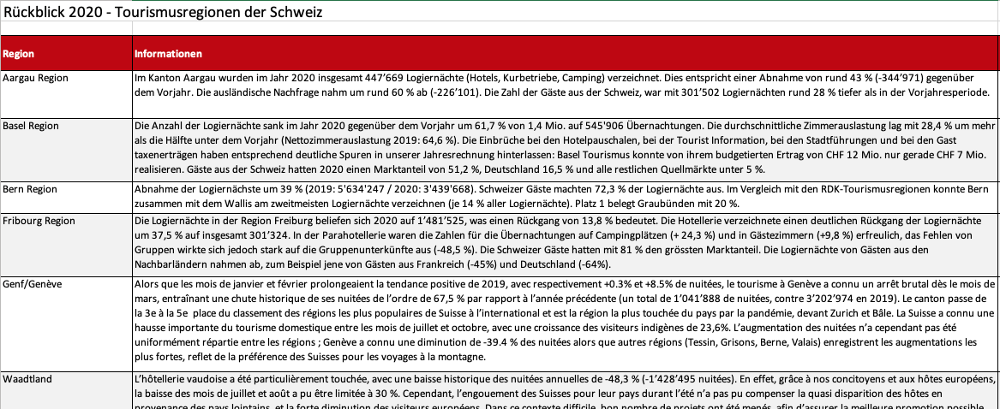 Rückblick 2020 - Tourismusregionen der Schweiz
Region Informationen
Aargau Region
Im Kanton Aargau wurden im Jahr 2020 insgesamt 447’669 Logiernächte (Hotels, Kurbetriebe, Camping) verzeichnet. Dies entspricht einer Abnahme von rund 43 % (-344’971) gegenüber
dem Vorjahr. Die ausländische Nachfrage nahm um rund 60 % ab (-226’101). Die Zahl der Gäste aus der Schweiz, war mit 301’502 Logiernächten rund 28 % tiefer als in der Vorjahresperiode.
Basel Region
Die Anzahl der Logiernächte sank im Jahr 2020 gegenüber dem Vorjahr um 61,7 % von 1,4 Mio. auf 545'906 Übernachtungen. Die durchschnittliche Zimmerauslastung lag mit 28,4 % um mehr
als die Hälfte unter dem Vorjahr (Nettozimmerauslastung 2019: 64,6 %). Die Einbrüche bei den Hotelpauschalen, bei der Tourist Information, bei den Stadtführungen und bei den Gast
taxenerträgen haben entsprechend deutliche Spuren in unserer Jahresrechnung hinterlassen: Basel Tourismus konnte von ihrem budgetierten Ertrag von CHF 12 Mio. nur gerade CHF 7 Mio.
realisieren. Gäste aus der Schweiz hatten 2020 einen Marktanteil von 51,2 %, Deutschland 16,5 % und alle restlichen Quellmärkte unter 5 %.
Bern Region
Abnahme der Logiernächste um 39 % (2019: 5'634'247 / 2020: 3'439'668). Schweizer Gäste machten 72,3 % der Logiernächte aus. Im Vergleich mit den RDK-Tourismusregionen konnte Bern
zusammen mit dem Wallis am zweitmeisten Logiernächte verzeichnen (je 14 % aller Logiernächte). Platz 1 belegt Graubünden mit 20 %.
Fribourg Region
Die Logiernächte in der Region Freiburg beliefen sich 2020 auf 1’481’525, was einen Rückgang von 13,8 % bedeutet. Die Hotellerie verzeichnete einen deutlichen Rückgang der Logiernächte
um 37,5 % auf insgesamt 301’324. In der Parahotellerie waren die Zahlen für die Übernachtungen auf Campingplätzen (+ 24,3 %) und in Gästezimmern (+9,8 %) erfreulich, das Fehlen von
Gruppen wirkte sich jedoch stark auf die Gruppenunterkünfte aus (-48,5 %). Die Schweizer Gäste hatten mit 81 % den grössten Marktanteil. Die Logiernächte von Gästen aus den
Nachbarländern nahmen ab, zum Beispiel jene von Gästen aus Frankreich (-45%) und Deutschland (-64%).
Genf/Genève
Alors que les mois de janvier et février prolongeaient la tendance positive de 2019, avec respectivement +0.3% et +8.5% de nuitées, le tourisme à Genève a connu un arrêt brutal dès le mois de
mars, entraînant une chute historique de ses nuitées de l’ordre de 67,5 % par rapport à l’année précédente (un total de 1’041’888 de nuitées, contre 3’202’974 en 2019). Le canton passe de
la 3e à la 5e place du classement des régions les plus populaires de Suisse à l’international et est la région la plus touchée du pays par la pandémie, devant Zurich et Bâle. La Suisse a connu une
hausse importante du tourisme domestique entre les mois de juillet et octobre, avec une croissance des visiteurs indigènes de 23,6%. L’augmentation des nuitées n’a cependant pas été
uniformément répartie entre les régions ; Genève a connu une diminution de -39.4 % des nuitées alors que autres régions (Tessin, Grisons, Berne, Valais) enregistrent les augmentations les
plus fortes, reflet de la préférence des Suisses pour les voyages à la montagne.
Waadtland
L’hôtellerie vaudoise a été particulièrement touchée, avec une baisse historique des nuitées annuelles de -48,3 % (-1’428’495 nuitées). En effet, grâce à nos concitoyens et aux hôtes européens,
la baisse des mois de juillet et août a pu être limitée à 30 %. Cependant, l’engouement des Suisses pour leur pays durant l’été n’a pas pu compenser la quasi disparition des hôtes en
provenance des pays lointains, et la forte diminution des visiteurs européens. Dans ce contexte difficile, bon nombre de projets ont été menés, afin d’assurer la meilleure promotion possible